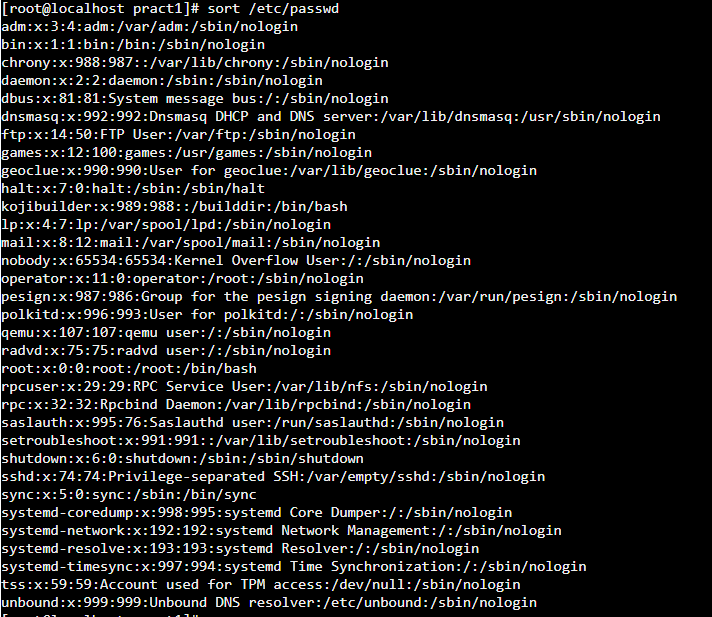 [root@localhost pract1]# sort /etc/passwd
adm:x:3:4:adm:/var/adm:/sbin/nologin
bin:x:1:1:bin:/bin:/sbin/nologin
chrony:x:988:987::/var/lib/chrony:/sbin/nologin
daemon:x:2:2:daemon:/sbin:/sbin/nologin
dbus:x:81:81:System message bus:/:/sbin/nologin
dnsmasq:x:992:992:Dnsmasq DHCP and DNS server:/var/lib/dnsmasq:/usr/sbin/nologin
ftp:x:14:50:FTP User:/var/ftp:/sbin/nologin
games:x:12:100:games:/usr/games:/sbin/nologin
geoclue:x:990:990:User for geoclue:/var/lib/geoclue:/sbin/nologin
halt:x:7:0:halt:/sbin:/sbin/halt
kojibuilder:x:989:988::/builddir:/bin/bash
lp:x:4:7:lp:/var/spool/lpd:/sbin/nologin
mail:x:8:12:mail:/var/spool/mail:/sbin/nologin
nobody:x:65534:65534:Kernel Overflow User:/:/sbin/nologin
operator:x:11:0:operator:/root:/sbin/nologin
pesign:x:987:986:Group for the pesign signing daemon:/var/run/pesign:/sbin/nologin
polkitd:x:996:993:User for polkitd:/:/sbin/nologin
qemu:x:107:107:qemu user:/:/sbin/nologin
radvd:x:75:75:radvd user:/:/sbin/nologin
root:x:0:0:root:/root:/bin/bash
rpcuser:x:29:29:RPC Service User:/var/lib/nfs:/sbin/nologin
rpc:x:32:32:Rpcbind Daemon:/var/lib/rpcbind:/sbin/nologin
saslauth:x:995:76:Saslauthd user:/run/saslauthd:/sbin/nologin
setroubleshoot:x:991:991::/var/lib/setroubleshoot:/sbin/nologin
shutdown:x:6:0:shutdown:/sbin:/sbin/shutdown
sshd:x:74:74:Privilege-separated SSH:/var/empty/sshd:/sbin/nologin
sync:x:5:0:sync:/sbin:/bin/sync
systemd-coredump:x:998:995:systemd Core Dumper:/:/sbin/nologin
systemd-network:x:192:192:systemd Network Management:/:/sbin/nologin
systemd-resolve:x:193:193:systemd Resolver:/:/sbin/nologin
systemd-timesync:x:997:994:systemd Time Synchronization:/:/sbin/nologin
tss:x:59:59:Account used for TPM access:/dev/null:/sbin/nologin
unbound:x:999:999:Unbound DNS resolver:/etc/unbound:/sbin/nologin
[root@localhost pract1]#